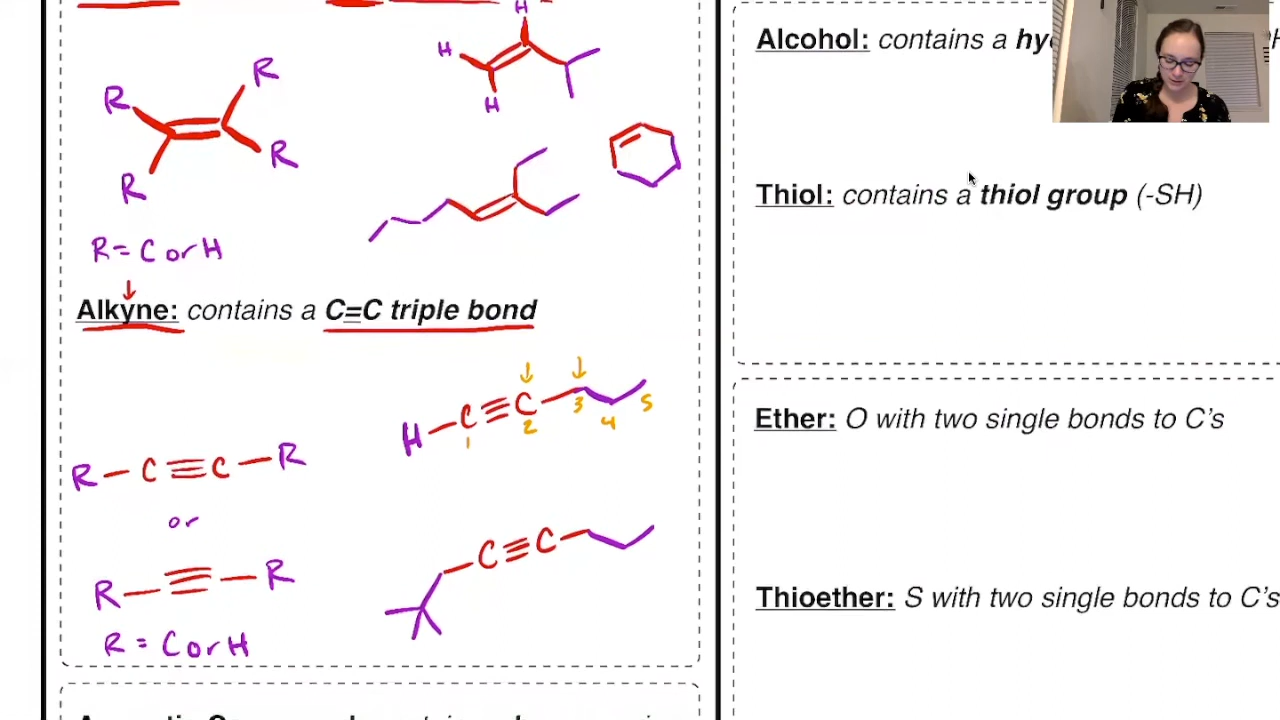 H
H
H
R
R
R
R
R = C or H
Alkyne: contains a C≡C triple bond
H-C≡C
1 2 3 4 5
R-C≡C-R
or
R-≡-R
C≡C
R = C or H
Alcohol: contains a
Thiol: contains a thiol group (-SH)
Ether: O with two single bonds to C's
Thioether: S with two single bonds to C's